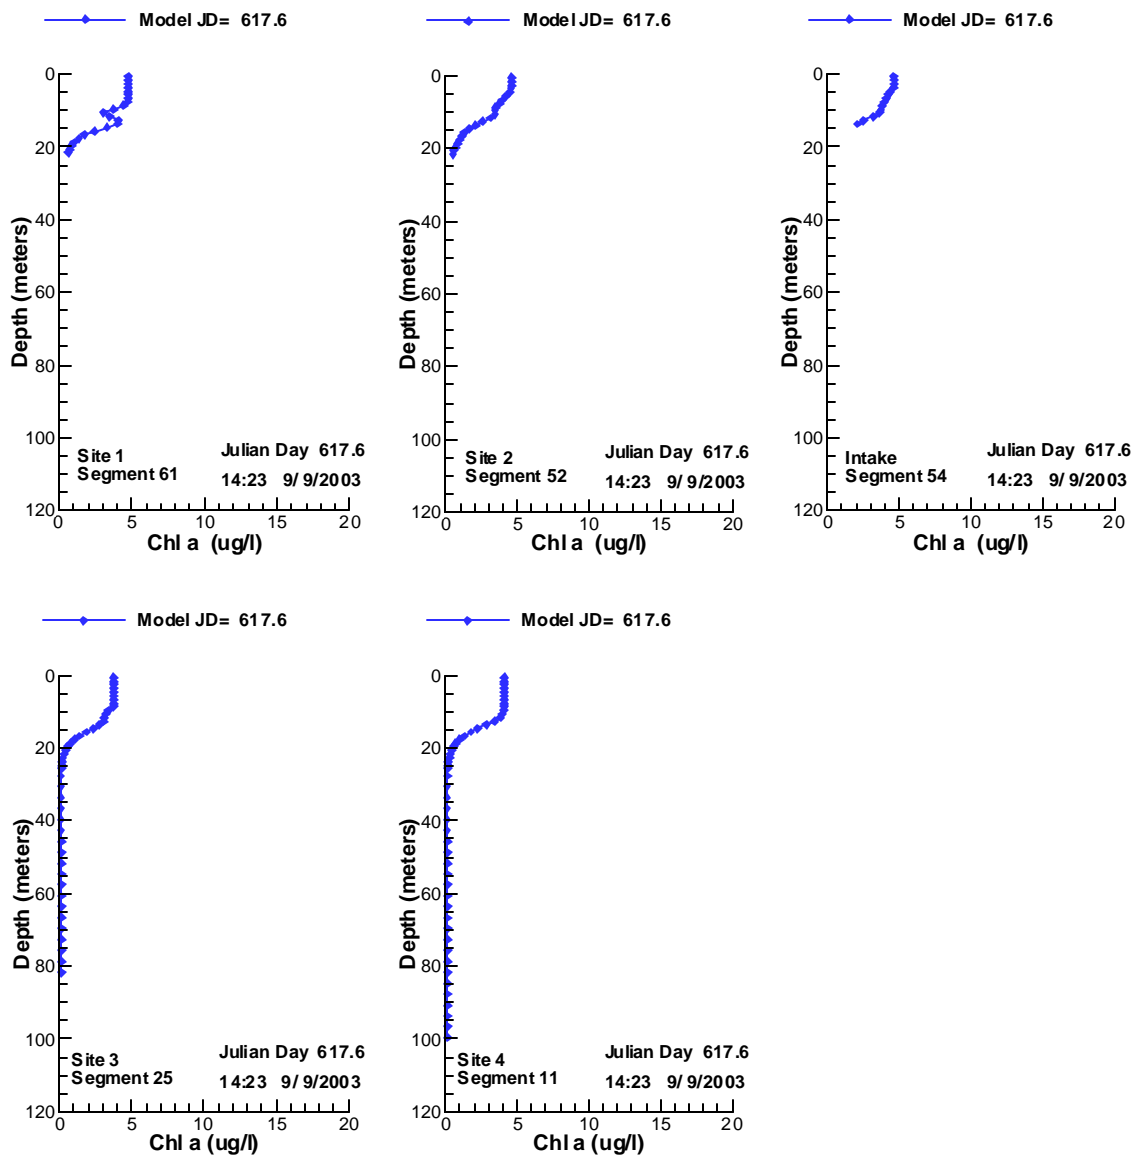 Model JD= 617.6
0
20
40
60
80
100
120
Depth (meters)
Site 1
Segment 61
Julian Day 617.6
14:23 9/ 9/2003
0 5 10 15 20
Chl a (ug/l)
Model JD= 617.6
0
20
40
60
80
100
120
Depth (meters)
Site 2
Segment 52
Julian Day 617.6
14:23 9/ 9/2003
0 5 10 15 20
Chl a (ug/l)
Model JD= 617.6
0
20
40
60
80
100
120
Depth (meters)
Intake
Segment 54
Julian Day 617.6
14:23 9/ 9/2003
0 5 10 15 20
Chl a (ug/l)
Model JD= 617.6
0
20
40
60
80
100
120
Depth (meters)
Site 3
Segment 25
Julian Day 617.6
14:23 9/ 9/2003
0 5 10 15 20
Chl a (ug/l)
Model JD= 617.6
0
20
40
60
80
100
120
Depth (meters)
Site 4
Segment 11
Julian Day 617.6
14:23 9/ 9/2003
0 5 10 15 20
Chl a (ug/l)